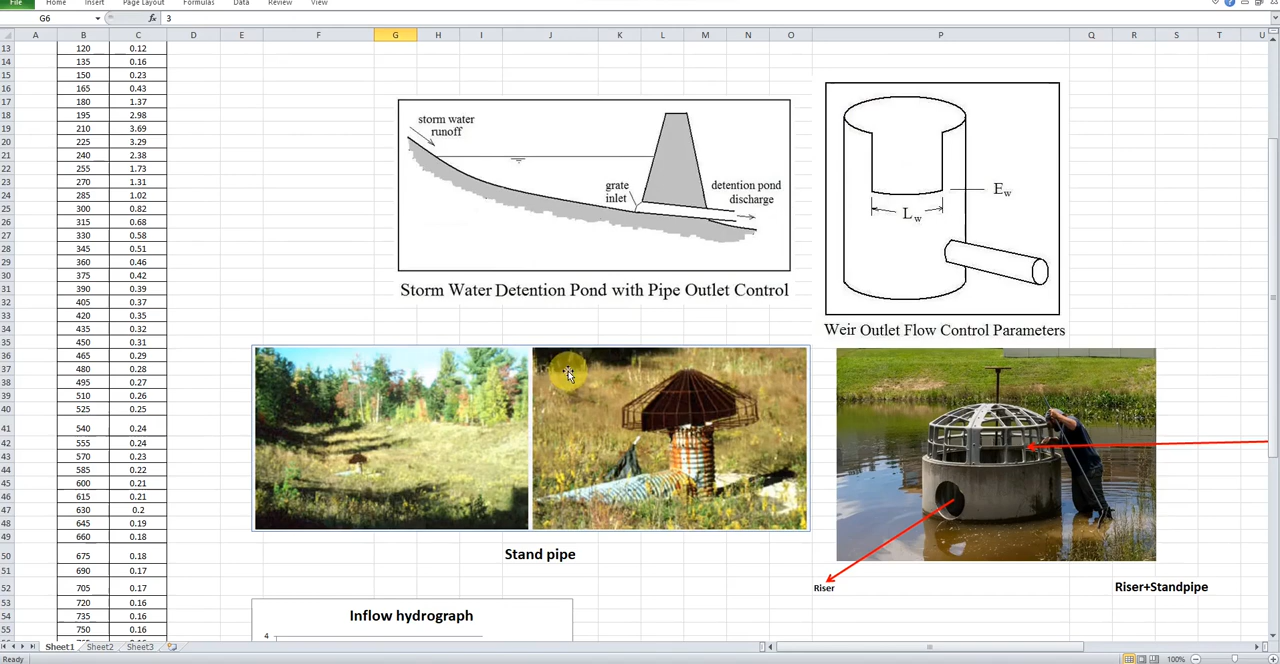 File Home Insert Page Layout Formulas Data Review View
G6 fx 3
A B C D E F G H I J K L M N O P Q R S T U
13 120 0.12
14 135 0.16
15 150 0.23
16 165 0.43
17 180 1.37
18 195 2.98
19 210 3.69
20 225 3.29
21 240 2.38
22 255 1.73
23 270 1.31
24 285 1.02
25 300 0.82
26 315 0.68
27 330 0.58
28 345 0.51
29 360 0.46
30 375 0.42
31 390 0.39
32 405 0.37
33 420 0.35
34 435 0.32
35 450 0.31
36 465 0.29
37 480 0.28
38 495 0.27
39 510 0.26
40 525 0.25
41 540 0.24
42 555 0.24
43 570 0.23
44 585 0.22
45 600 0.21
46 615 0.21
47 630 0.2
48 645 0.19
49 660 0.18
50 675 0.18
51 690 0.17
52 705 0.17
53 720 0.16
54 735 0.16
55 750 0.16
storm water
runoff
grate
inlet
detention pond
discharge
Storm Water Detention Pond with Pipe Outlet Control
Ew
Lw
Weir Outlet Flow Control Parameters
Stand pipe
Riser
Riser+Standpipe
Inflow hydrograph
4
Sheet1 Sheet2 Sheet3
Ready 100%